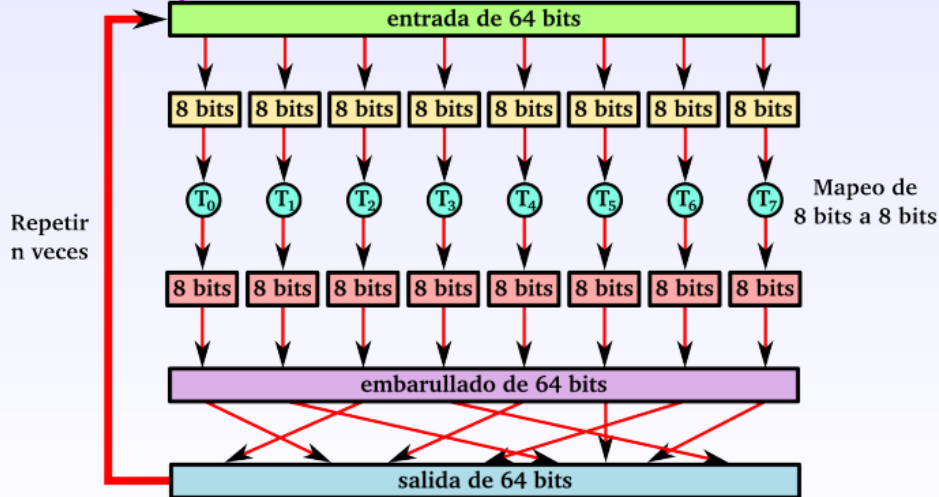 entrada de 64 bits
8 bits 8 bits 8 bits 8 bits 8 bits 8 bits 8 bits 8 bits
T0 T1 T2 T3 T4 T5 T6 T7
Mapeo de
8 bits a 8 bits
Repetir
n veces
8 bits 8 bits 8 bits 8 bits 8 bits 8 bits 8 bits 8 bits
embarullado de 64 bits
salida de 64 bits